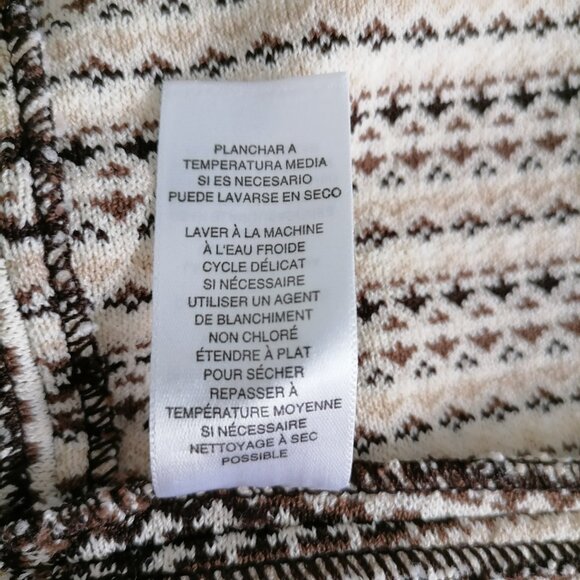 PLANCHAR A
TEMPERATURA MEDIA
SI ES NECESARIO
PUEDE LAVARSE EN SECO
LAVER À LA MACHINE
À L'EAU FROIDE
CYCLE DÉLICAT
SI NÉCESSAIRE
UTILISER UN AGENT
DE BLANCHIMENT
NON CHLORÉ
ÉTENDRE À PLAT
POUR SÉCHER
REPASSER À
TEMPÉRATURE MOYENNE
SI NÉCESSAIRE
NETTOYAGE À SEC
POSSIBLE